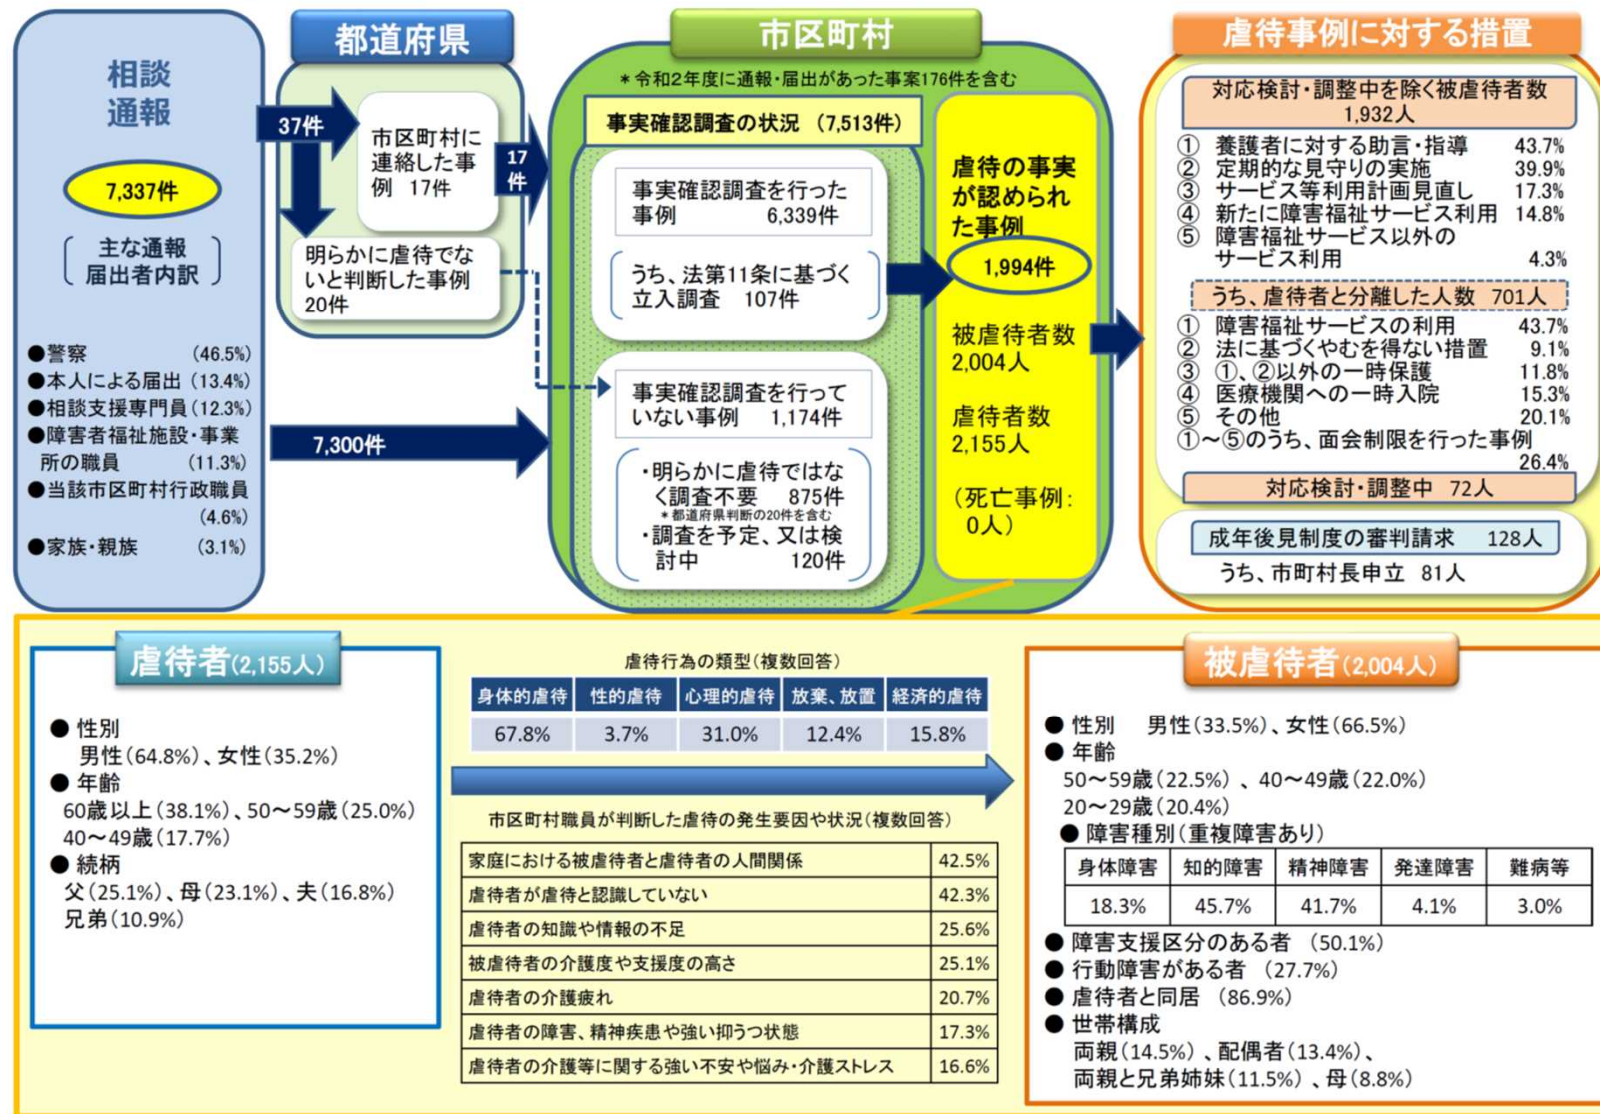 相談
通報
7,337件
主な通報
届出者内訳
●警察 (46.5%)
●本人による届出(13.4%)
●相談支援専門員(12.3%)
●障害者福祉施設・事業
所の職員 (11.3%)
●当該市区町村行政職員
(4.6%)
●家族・親族 (3.1%)
都道府県
37件
市区町村に
連絡した事
例 17件
明らかに虐待でな
いと判断した事例
20件
17
件
7,300件
市区町村
*令和2年度に通報・届出があった事案176件を含む
事実確認調査の状況 (7,513件)
事実確認調査を行った
事例 6,339件
うち、法第11条に基づく
立入調査 107件
事実確認調査を行って
いない事例 1,174件
・明らかに虐待ではな
く調査不要 875件
*都道府県判断の20件を含む
・調査を予定、又は検
討中 120件
虐待の事実
が認められ
た事例
1,994件
被虐待者数
2,004人
虐待者数
2,155人
(死亡事例:
0人)
虐待事例に対する措置
対応検討・調整中を除く被虐待者数
1,932人
① 養護者に対する助言・指導 43.7%
② 定期的な見守りの実施 39.9%
③ サービス等利用計画見直し 17.3%
④ 新たに障害福祉サービス利用 14.8%
⑤ 障害福祉サービス以外の
サービス利用 4.3%
うち、虐待者と分離した人数 701人
① 障害福祉サービスの利用 43.7%
② 法に基づくやむを得ない措置 9.1%
③ ①、②以外の一時保護 11.8%
④ 医療機関への一時入院 15.3%
⑤ その他 20.1%
①~⑤のうち、面会制限を行った事例
26.4%
対応検討・調整中 72人
成年後見制度の審判請求 128人
うち、市町村長申立 81人
虐待者(2,155人)
● 性別
男性(64.8%)、女性(35.2%)
● 年齢
60歳以上(38.1%)、50~59歳(25.0%)
40~49歳(17.7%)
● 続柄
父(25.1%)、母(23.1%)、夫(16.8%)
兄弟(10.9%)
虐待行為の類型(複数回答)
身体的虐待 性的虐待 心理的虐待 放棄、放置 経済的虐待
67.8% 3.7% 31.0% 12.4% 15.8%
市区町村職員が判断した虐待の発生要因や状況(複数回答)
家庭における被虐待者と虐待者の人間関係 42.5%
虐待者が虐待と認識していない 42.3%
虐待者の知識や情報の不足 25.6%
被虐待者の介護度や支援度の高さ 25.1%
虐待者の介護疲れ 20.7%
虐待者の障害、精神疾患や強い抑うつ状態 17.3%
虐待者の介護等に関する強い不安や悩み・介護ストレス 16.6%
被虐待者(2,004人)
● 性別 男性(33.5%)、女性(66.5%)
● 年齢
50~59歳(22.5%) 、40~49歳(22.0%)
20~29歳(20.4%)
● 障害種別(重複障害あり)
身体障害 知的障害 精神障害 発達障害 難病等
18.3% 45.7% 41.7% 4.1% 3.0%
● 障害支援区分のある者 (50.1%)
● 行動障害がある者 (27.7%)
● 虐待者と同居 (86.9%)
● 世帯構成
両親(14.5%) 、配偶者(13.4%)、
両親と兄弟姉妹(11.5%) 、母(8.8%)